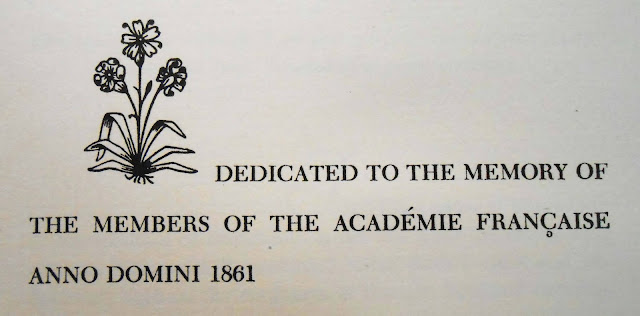 DEDICATED TO THE MEMORY OF
THE MEMBERS OF THE ACADÉMIE FRANÇAISE
ANNO DOMINI 1861